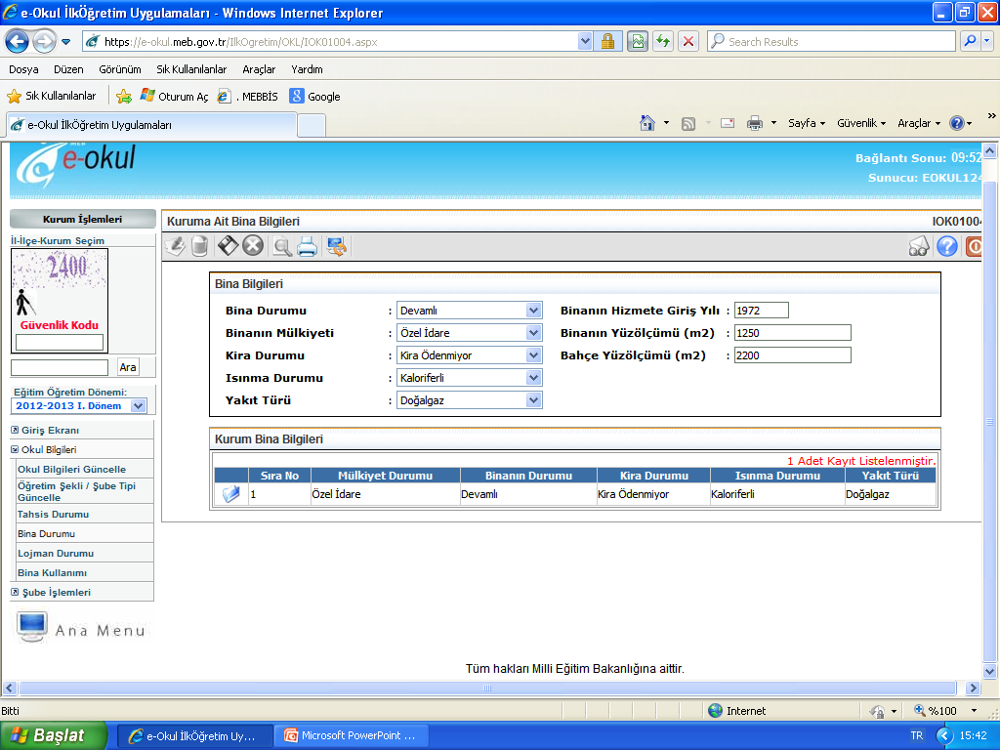 e-Okul İlkÖğretim Uygulamaları - Windows Internet Explorer
https://e-okul.meb.gov.tr/IlkOgretim/OKL/IOK01004.aspx
Search Results
Dosya Düzen Görünüm Sık Kullanılanlar Araçlar Yardım
Sık Kullanılanlar Oturum Aç . MEBBİS Google
e-Okul İlkÖğretim Uygulamaları
Sayfa Güvenlik Araçlar »
e-okul
Bağlantı Sonu: 09:52
Sunucu: EOKUL124
Kurum İşlemleri
İl-İlçe-Kurum Seçim
2400
Güvenlik Kodu
Ara
Eğitim Öğretim Dönemi:
2012-2013 I. Dönem
Giriş Ekranı
Okul Bilgileri
Okul Bilgileri Güncelle
Öğretim Şekli / Şube Tipi
Güncelle
Tahsis Durumu
Bina Durumu
Lojman Durumu
Bina Kullanımı
Şube İşlemleri
Ana Menu
Kuruma Ait Bina Bilgileri IOK01004
Bina Bilgileri
Bina Durumu : Devamlı Binanın Hizmete Giriş Yılı : 1972
Binanın Mülkiyeti : Özel İdare Binanın Yüzölçümü (m2) : 1250
Kira Durumu : Kira Ödenmiyor Bahçe Yüzölçümü (m2) : 2200
Isınma Durumu : Kaloriferli
Yakıt Türü : Doğalgaz
Kurum Bina Bilgileri
1 Adet Kayıt Listelenmiştir.
Sıra No Mülkiyet Durumu Binanın Durumu Kira Durumu Isınma Durumu Yakıt Türü
1 Özel İdare Devamlı Kira Ödenmiyor Kaloriferli Doğalgaz
Tüm hakları Milli Eğitim Bakanlığına aittir.
Bitti Internet %100
Başlat e-Okul İlkÖğretim Uy... Microsoft PowerPoint ... TR 15:42